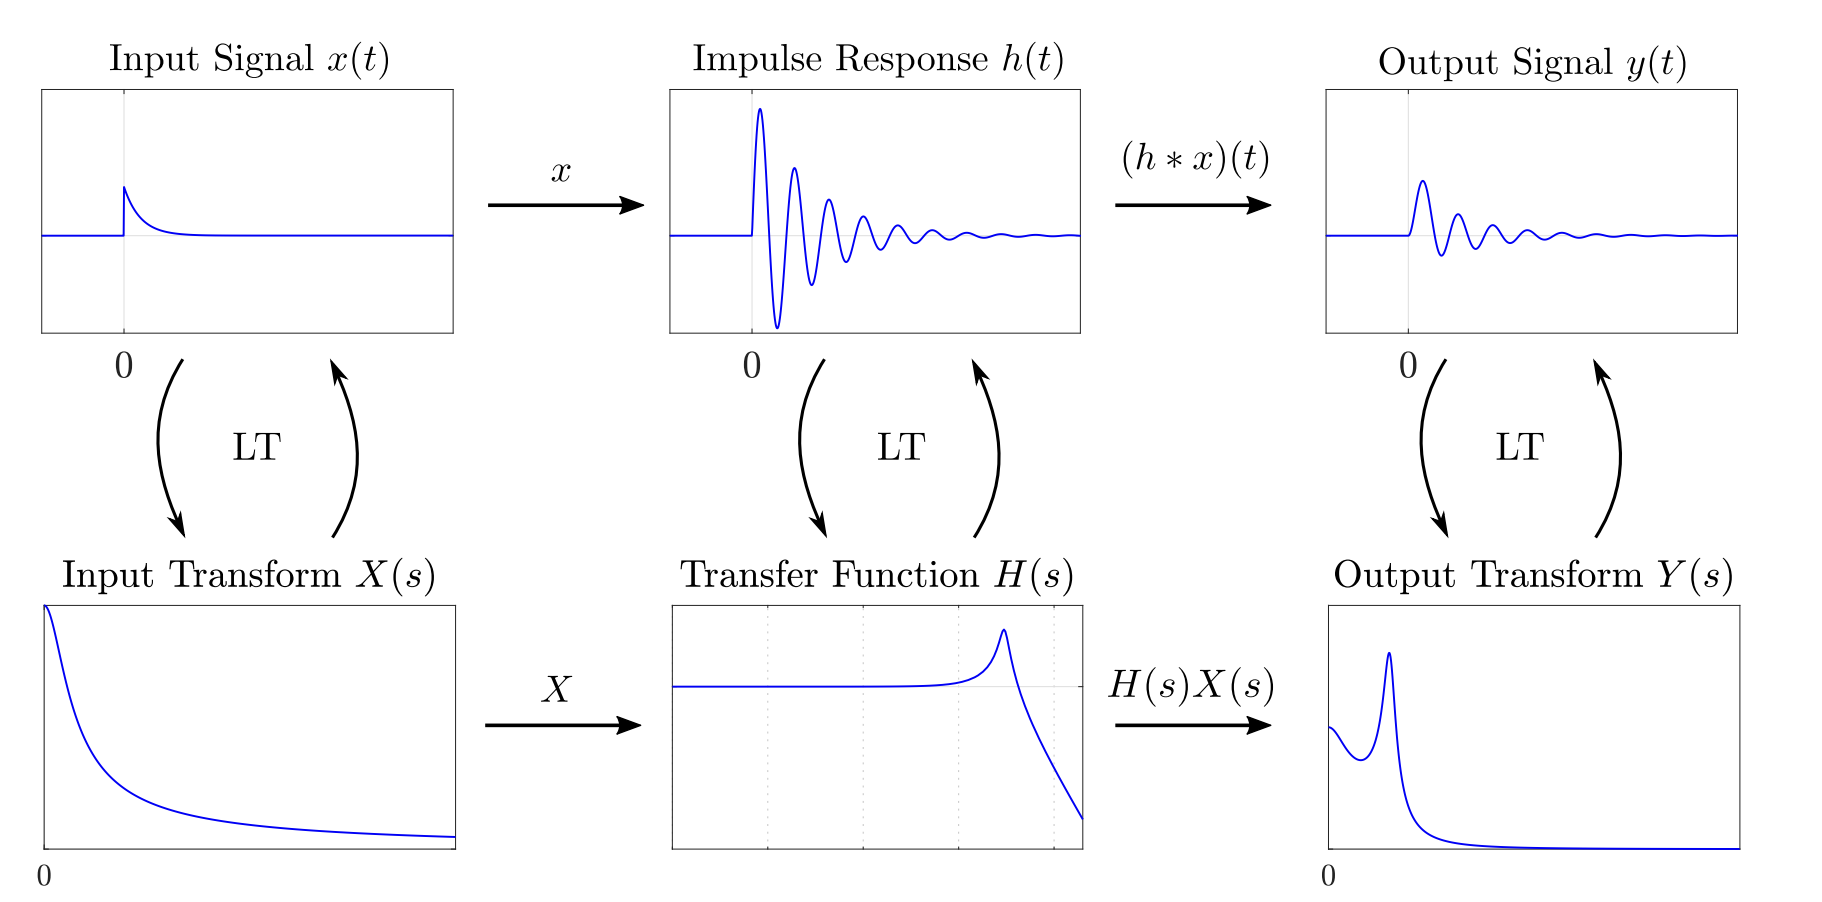 Input Signal x(t)
Impulse Response h(t)
Output Signal y(t)
x
(h ∗ x)(t)
0
0
0
LT
LT
LT
Input Transform X(s)
Transfer Function H(s)
Output Transform Y(s)
X
H(s)X(s)
0
0